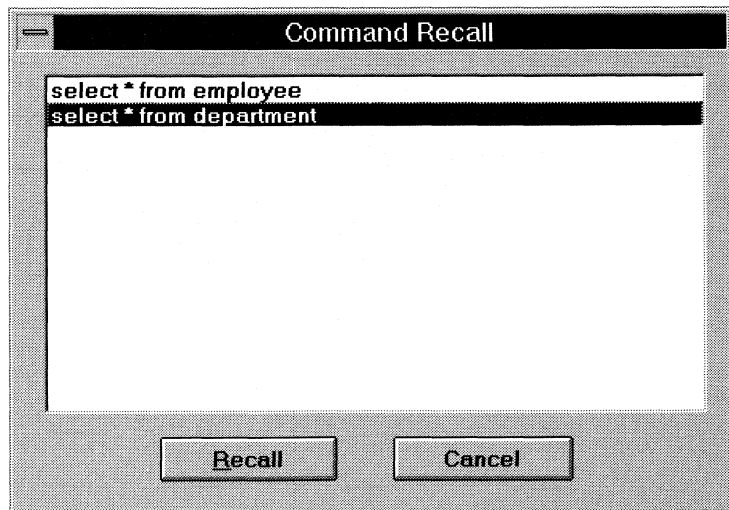 Command Recall
select * from employee
select * from department
Recall
Cancel